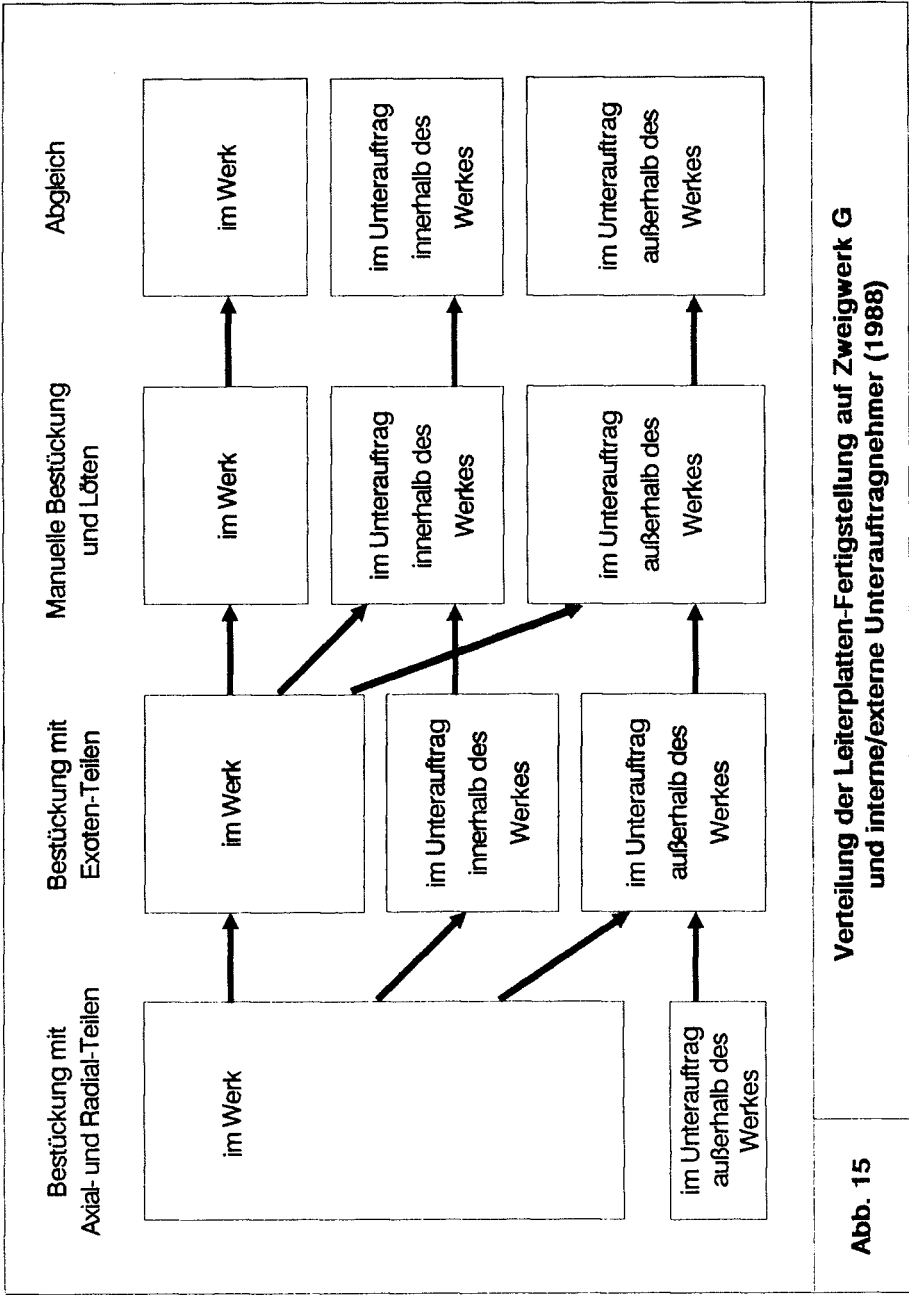 Bestückung mit
Axial- und Radial-Teilen
Bestückung mit
Exoten-Teilen
Manuelle Bestückung
und Löten
Abgleich
im Werk
im Werk
im Werk
im Werk
im Unterauftrag
innerhalb des
Werkes
im Unterauftrag
innerhalb des
Werkes
im Unterauftrag
innerhalb des
Werkes
im Unterauftrag
außerhalb des
Werkes
im Unterauftrag
außerhalb des
Werkes
im Unterauftrag
außerhalb des
Werkes
im Unterauftrag
außerhalb des
Werkes
Abb. 15
Verteilung der Leiterplatten-Fertigstellung auf Zweigwerk G
und interne/externe Unterauftragnehmer (1988)